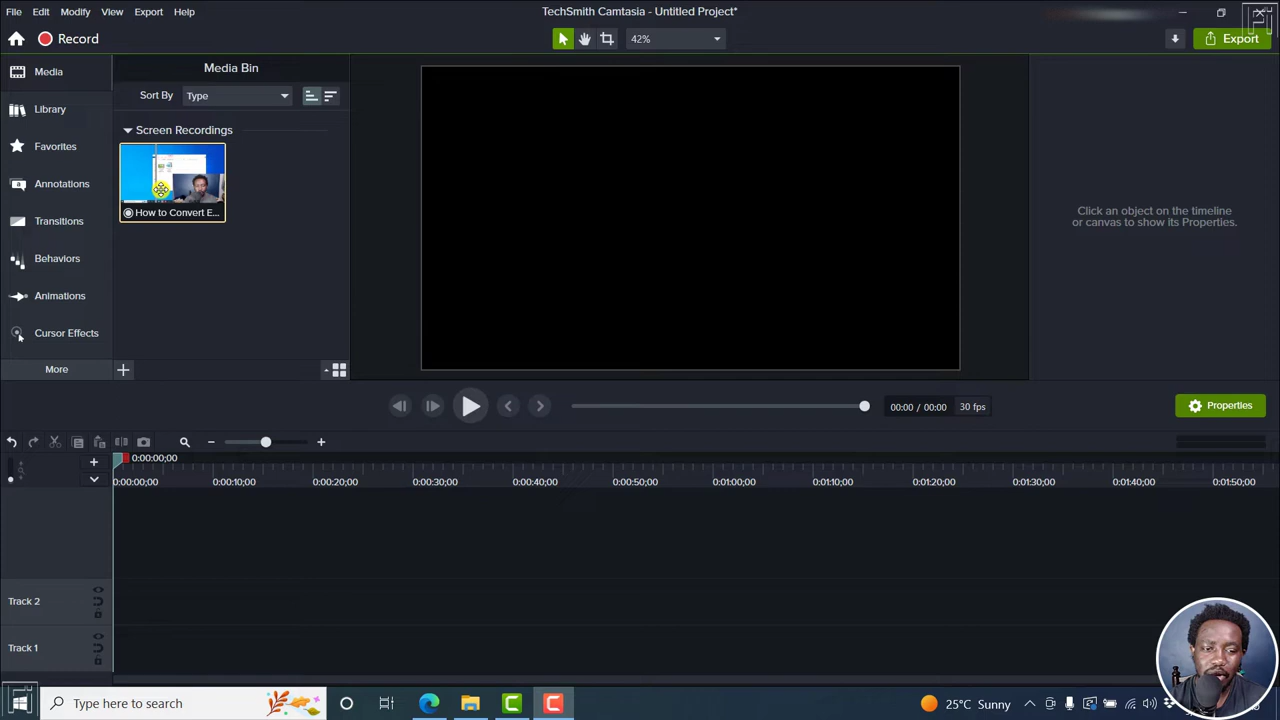 File Edit Modify View Export Help
TechSmith Camtasia - Untitled Project*
Record
42%
Export
Media
Media Bin
Sort By Type
Library
Screen Recordings
Favorites
Annotations
How to Convert E...
Click an object on the timeline
or canvas to show its Properties.
Transitions
Behaviors
Animations
Cursor Effects
More
00:00 / 00:00 30 fps
Properties
0:00:00;00
0:00:00;00 0:00:10;00 0:00:20;00 0:00:30;00 0:00:40;00 0:00:50;00 0:01:00;00 0:01:10;00 0:01:20;00 0:01:30;00 0:01:40;00 0:01:50;00
Track 2
Track 1
Type here to search
25°C Sunny